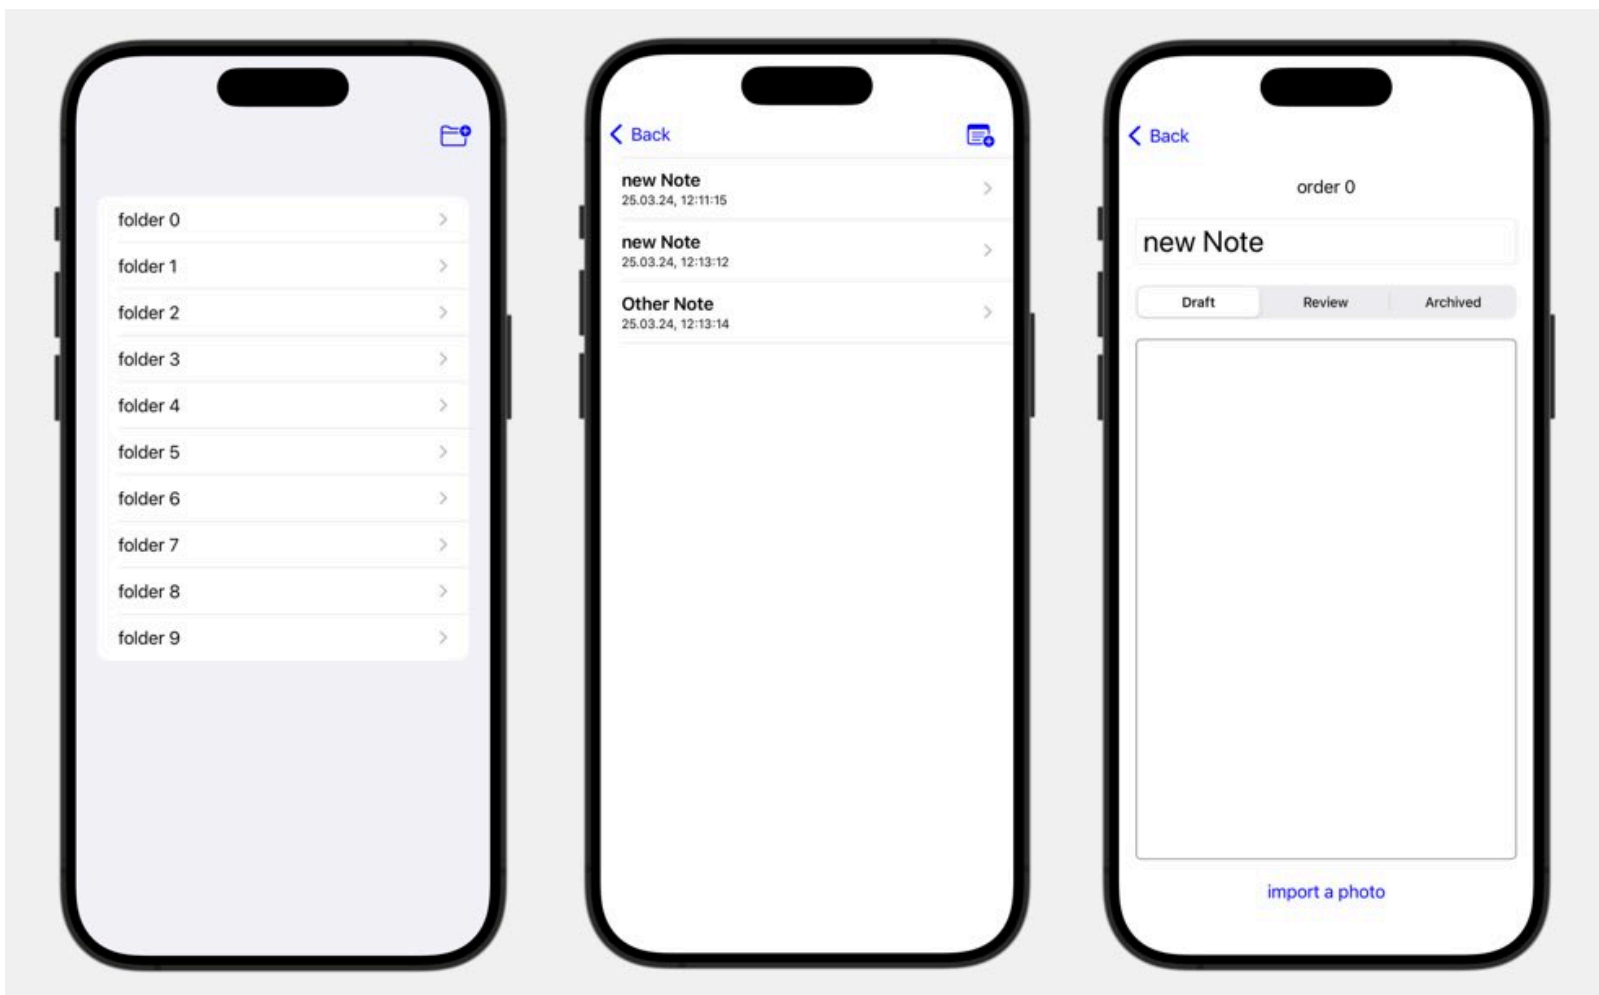 folder 0
folder 1
folder 2
folder 3
folder 4
folder 5
folder 6
folder 7
folder 8
folder 9
Back
new Note
25.03.24, 12:11:15
new Note
25.03.24, 12:13:12
Other Note
25.03.24, 12:13:14
Back
order 0
new Note
Draft Review Archived
import a photo